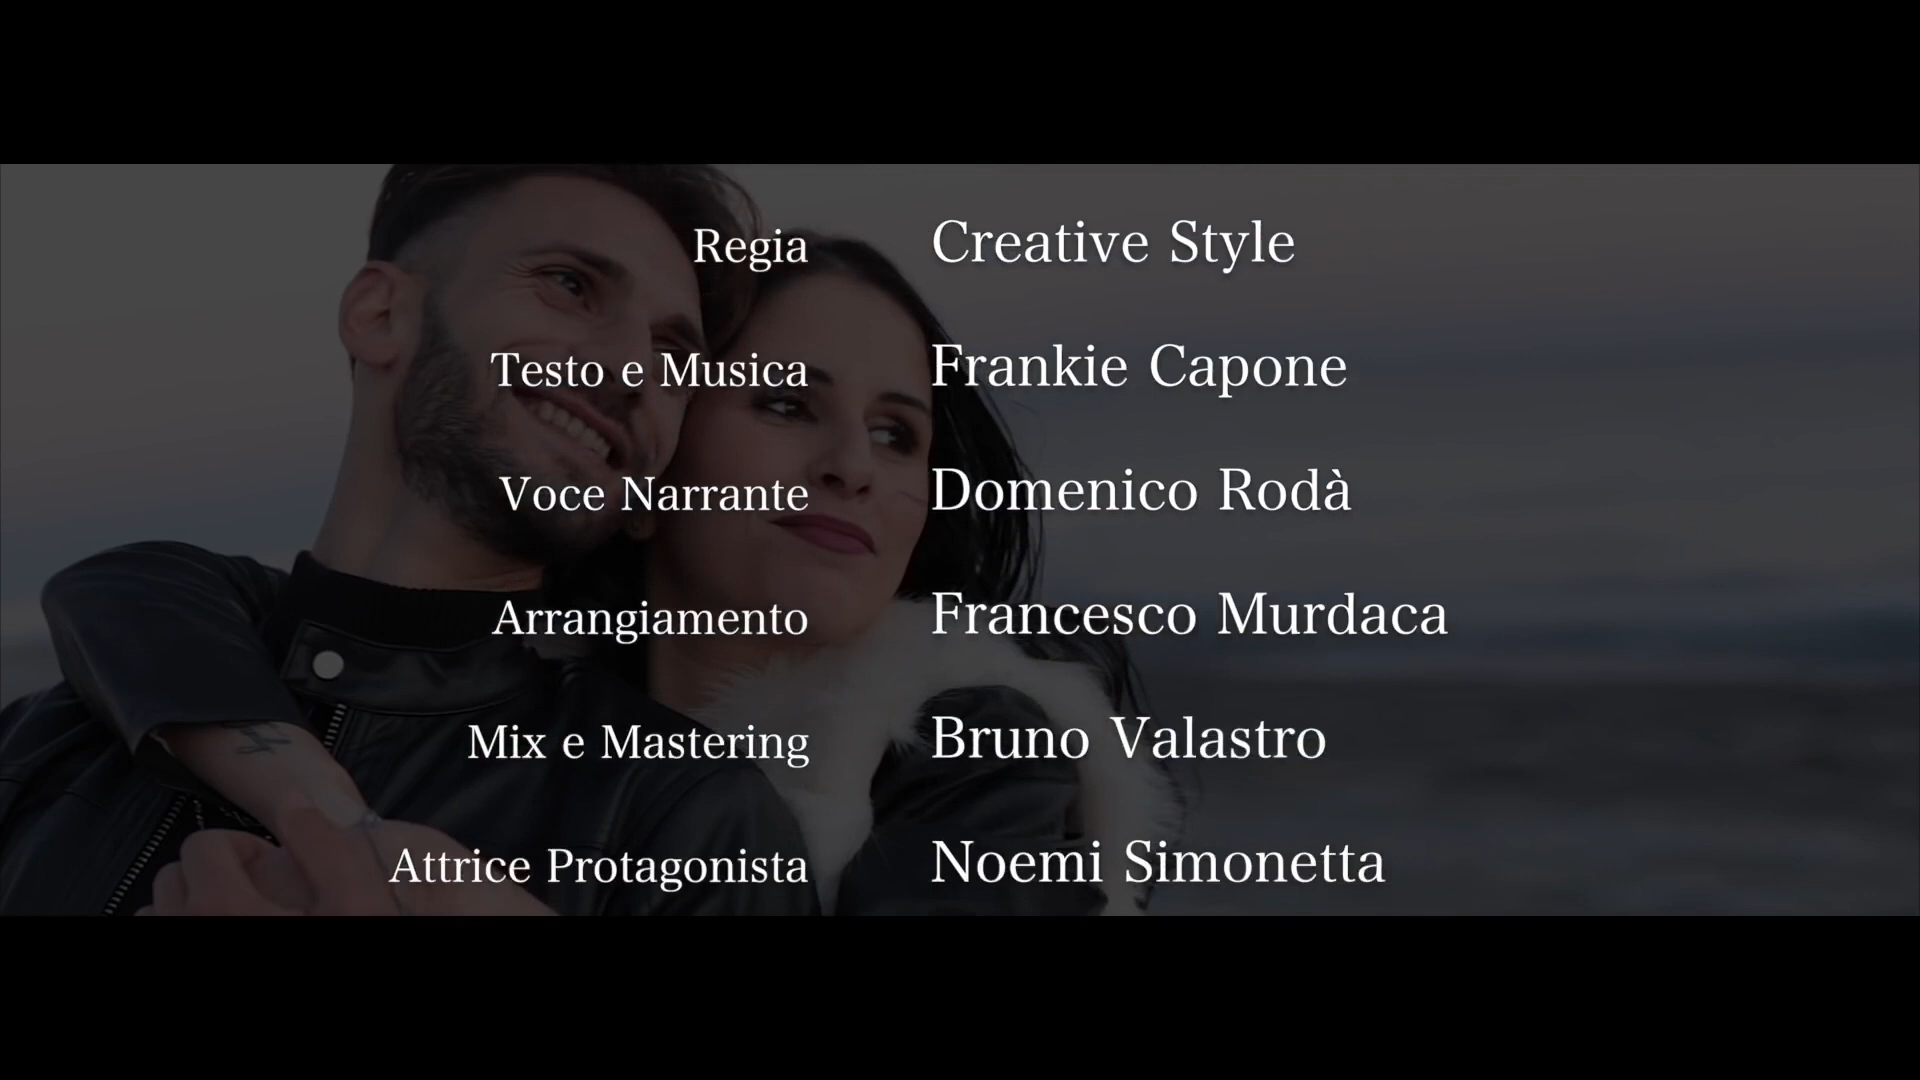 Regia Creative Style
Testo e Musica Frankie Capone
Voce Narrante Domenico Rodà
Arrangiamento Francesco Murdaca
Mix e Mastering Bruno Valastro
Attrice Protagonista Noemi Simonetta